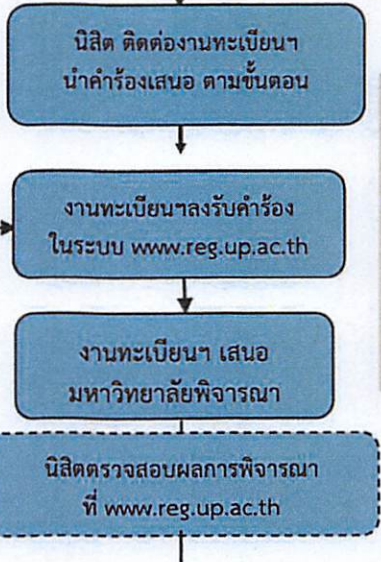 นิสิต ติดต่องานทะเบียนฯ
นำคำร้องเสนอ ตามขั้นตอน
งานทะเบียนฯลงรับคำร้อง
ในระบบ www.reg.up.ac.th
งานทะเบียนฯ เสนอ
มหาวิทยาลัยพิจารณา
นิสิตตรวจสอบผลการพิจารณา
ที่ www.reg.up.ac.th